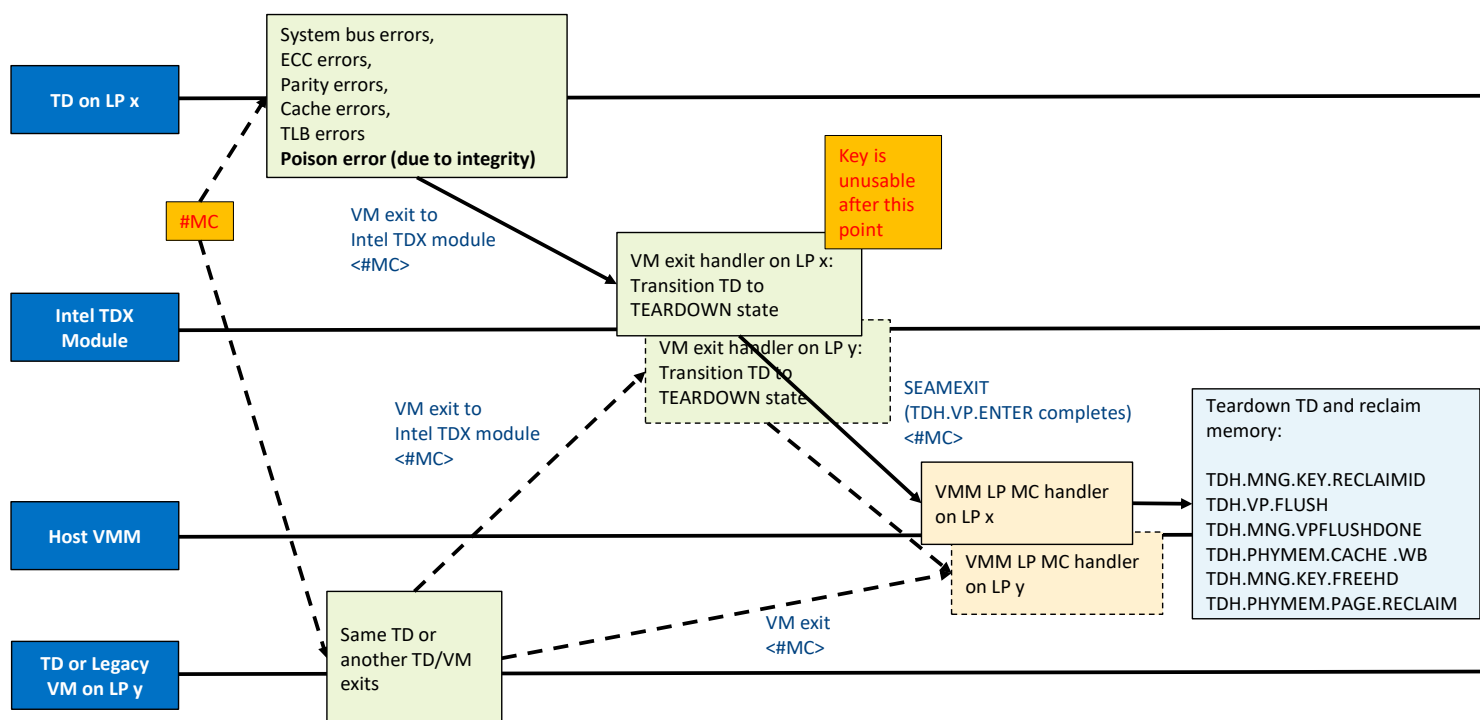 System bus errors,
ECC errors,
Parity errors,
Cache errors,
TLB errors
Poison error (due to integrity)
TD on LP x
#MC
VM exit to
Intel TDX module
<#MC>
Key is
unusable
after this
point
VM exit handler on LP x:
Transition TD to
TEARDOWN state
Intel TDX
Module
VM exit handler on LP y:
Transition TD to
TEARDOWN state
VM exit to
Intel TDX module
<#MC>
SEAMEXIT
(TDH.VP.ENTER completes)
<#MC>
Teardown TD and reclaim
memory:
TDH.MNG.KEY.RECLAIMID
TDH.VP.FLUSH
TDH.MNG.VPFLUSHDONE
TDH.PHYMEM.CACHE .WB
TDH.MNG.KEY.FREEHD
TDH.PHYMEM.PAGE.RECLAIM
VMM LP MC handler
on LP x
Host VMM
VMM LP MC handler
on LP y
Same TD or
another TD/VM
exits
VM exit
<#MC>
TD or Legacy
VM on LP y